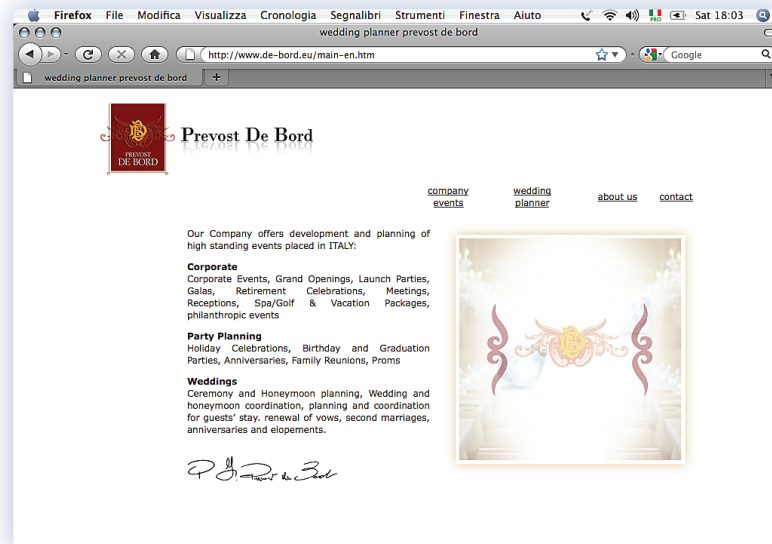 Firefox File Modifica Visualizza Cronologia Segnalibri Strumenti Finestra Aiuto PRO Sat 18:03
wedding planner prevost de bord
http://www.de-bord.eu/main-en.htm Google
wedding planner prevost de bord
PREVOST
DE BORD
Prevost De Bord
company events
wedding planner
about us
contact
Our Company offers development and planning of
high standing events placed in ITALY:
Corporate
Corporate Events, Grand Openings, Launch Parties,
Galas, Retirement Celebrations, Meetings,
Receptions, Spa/Golf & Vacation Packages,
philanthropic events
Party Planning
Holiday Celebrations, Birthday and Graduation
Parties, Anniversaries, Family Reunions, Proms
Weddings
Ceremony and Honeymoon planning, Wedding and
honeymoon coordination, planning and coordination
for guests' stay. renewal of vows, second marriages,
anniversaries and elopements.